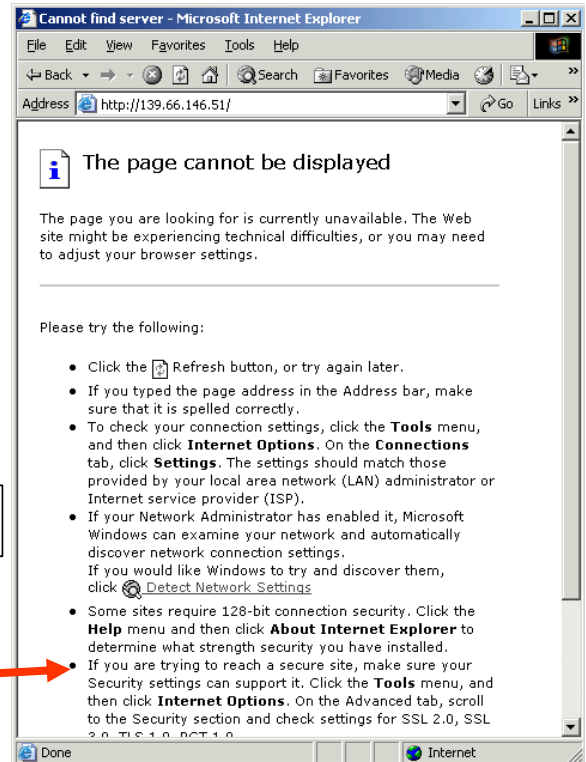 Cannot find server - Microsoft Internet Explorer
File Edit View Favorites Tools Help
Back Search Favorites Media »
Address http://139.66.146.51/ Go Links »
i The page cannot be displayed
The page you are looking for is currently unavailable. The Web
site might be experiencing technical difficulties, or you may need
to adjust your browser settings.
Please try the following:
• Click the Refresh button, or try again later.
• If you typed the page address in the Address bar, make
sure that it is spelled correctly.
• To check your connection settings, click the Tools menu,
and then click Internet Options. On the Connections
tab, click Settings. The settings should match those
provided by your local area network (LAN) administrator or
Internet service provider (ISP).
• If your Network Administrator has enabled it, Microsoft
Windows can examine your network and automatically
discover network connection settings.
If you would like Windows to try and discover them,
click Detect Network Settings
• Some sites require 128-bit connection security. Click the
Help menu and then click About Internet Explorer to
determine what strength security you have installed.
• If you are trying to reach a secure site, make sure your
Security settings can support it. Click the Tools menu, and
then click Internet Options. On the Advanced tab, scroll
to the Security section and check settings for SSL 2.0, SSL
3.0, TLS 1.0, PCT 1.0
Done Internet